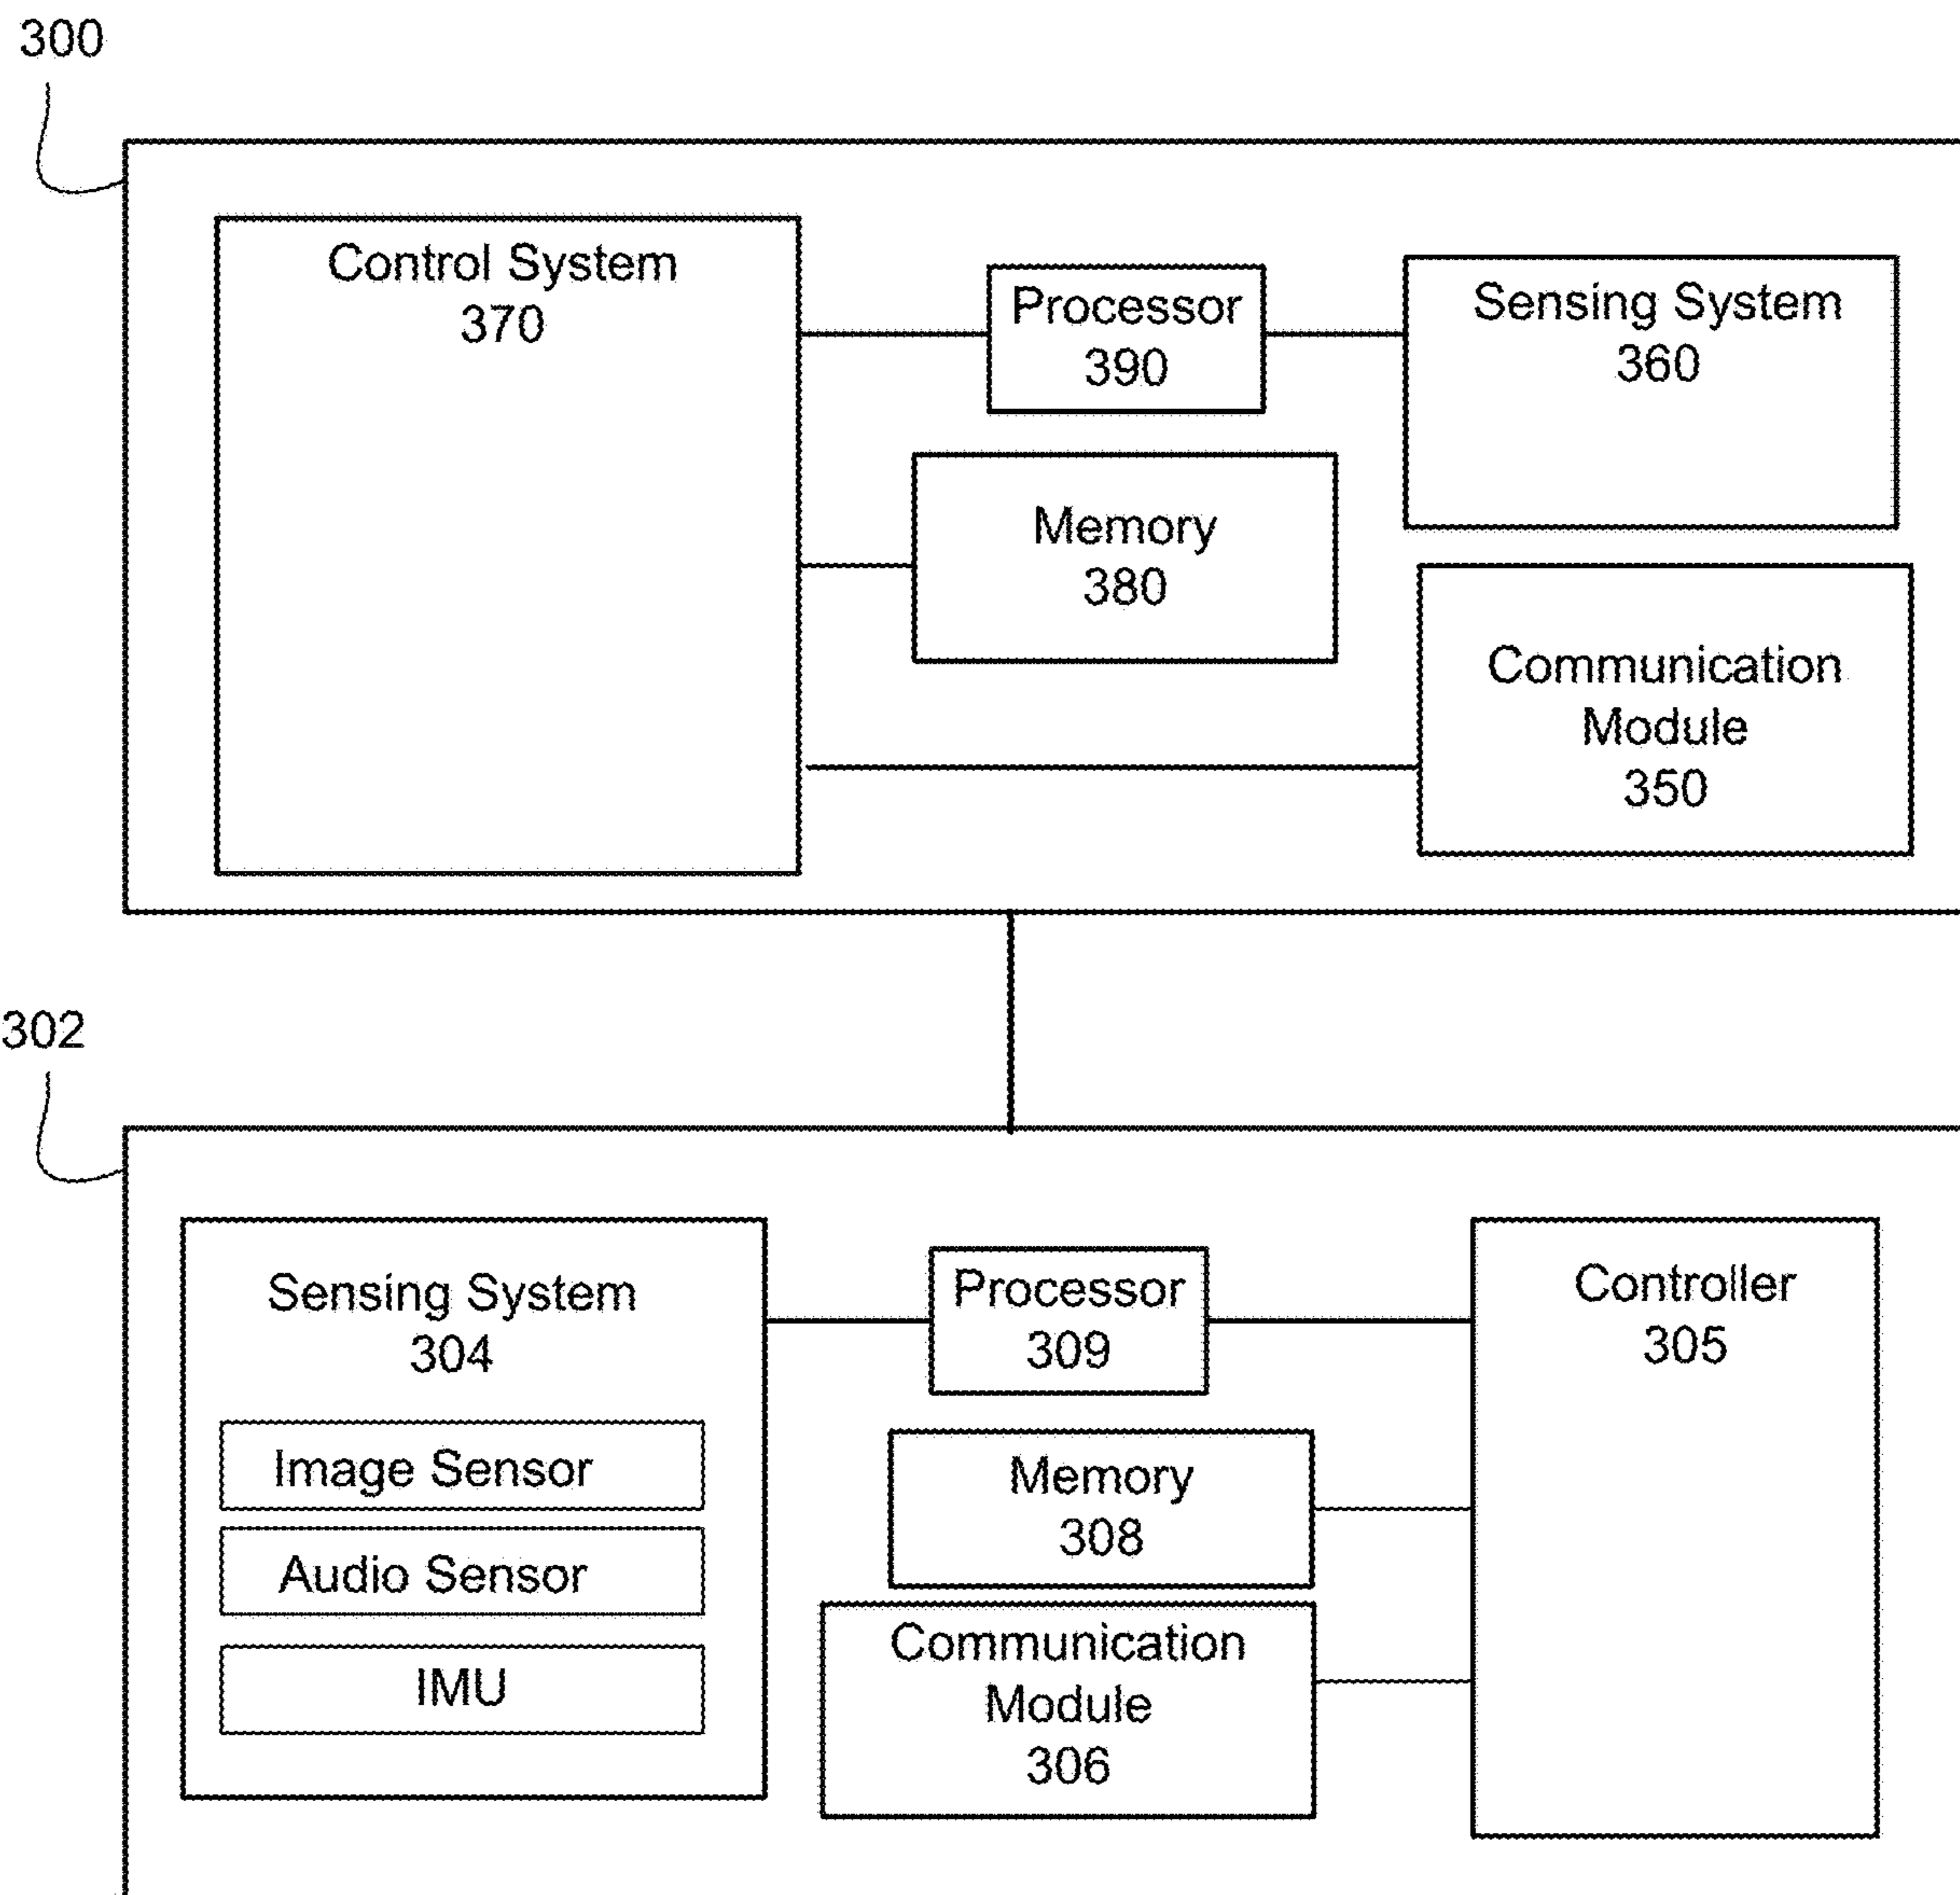 300
Control System
370
Processor
390
Sensing System
360
Memory
380
Communication
Module
350
302
Sensing System
304
Image Sensor
Audio Sensor
IMU
Processor
309
Memory
308
Communication
Module
306
Controller
305